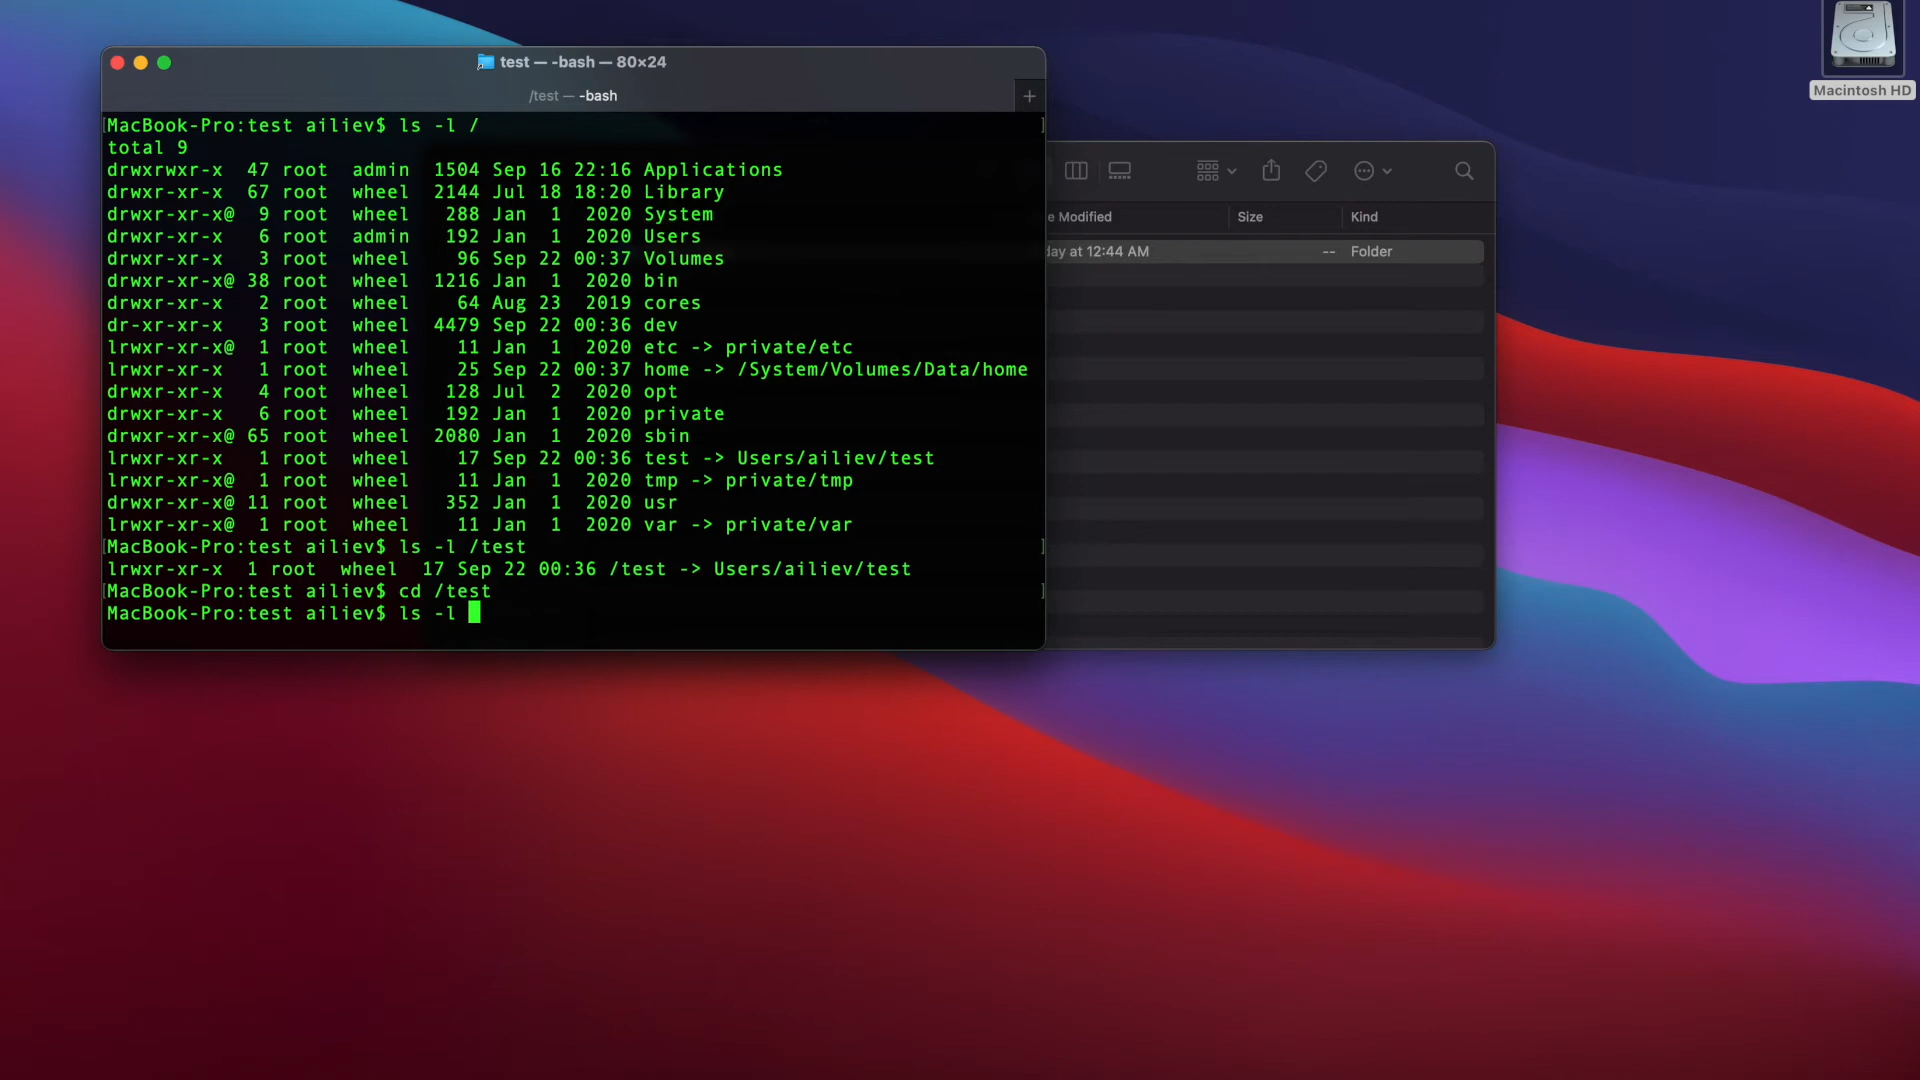 test — -bash — 80×24
/test — -bash
MacBook-Pro:test ailiev$ ls -l /
total 9
drwxrwxr-x  47 root  admin  1504 Sep 16 22:16 Applications
drwxr-xr-x  67 root  wheel  2144 Jul 18 18:20 Library
drwxr-xr-x@  9 root  wheel   288 Jan  1  2020 System
drwxr-xr-x   6 root  admin   192 Jan  1  2020 Users
drwxr-xr-x   3 root  wheel    96 Sep 22 00:37 Volumes
drwxr-xr-x@ 38 root  wheel  1216 Jan  1  2020 bin
drwxr-xr-x   2 root  wheel    64 Aug 23  2019 cores
dr-xr-xr-x   3 root  wheel  4479 Sep 22 00:36 dev
lrwxr-xr-x@  1 root  wheel    11 Jan  1  2020 etc -> private/etc
lrwxr-xr-x   1 root  wheel    25 Sep 22 00:37 home -> /System/Volumes/Data/home
drwxr-xr-x   4 root  wheel   128 Jul  2  2020 opt
drwxr-xr-x   6 root  wheel   192 Jan  1  2020 private
drwxr-xr-x@ 65 root  wheel  2080 Jan  1  2020 sbin
lrwxr-xr-x   1 root  wheel    17 Sep 22 00:36 test -> Users/ailiev/test
lrwxr-xr-x@  1 root  wheel    11 Jan  1  2020 tmp -> private/tmp
drwxr-xr-x@ 11 root  wheel   352 Jan  1  2020 usr
lrwxr-xr-x@  1 root  wheel    11 Jan  1  2020 var -> private/var
MacBook-Pro:test ailiev$ ls -l /test
lrwxr-xr-x  1 root  wheel  17 Sep 22 00:36 /test -> Users/ailiev/test
MacBook-Pro:test ailiev$ cd /test
MacBook-Pro:test ailiev$ ls -l
Modified Size Kind
at 12:44 AM -- Folder
Macintosh HD